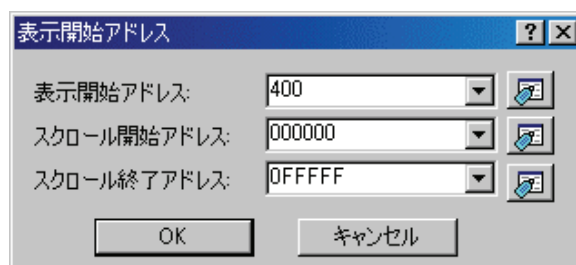 表示開始アドレス
表示開始アドレス: 400
スクロール開始アドレス: 000000
スクロール終了アドレス: 0FFFFF
OK キャンセル